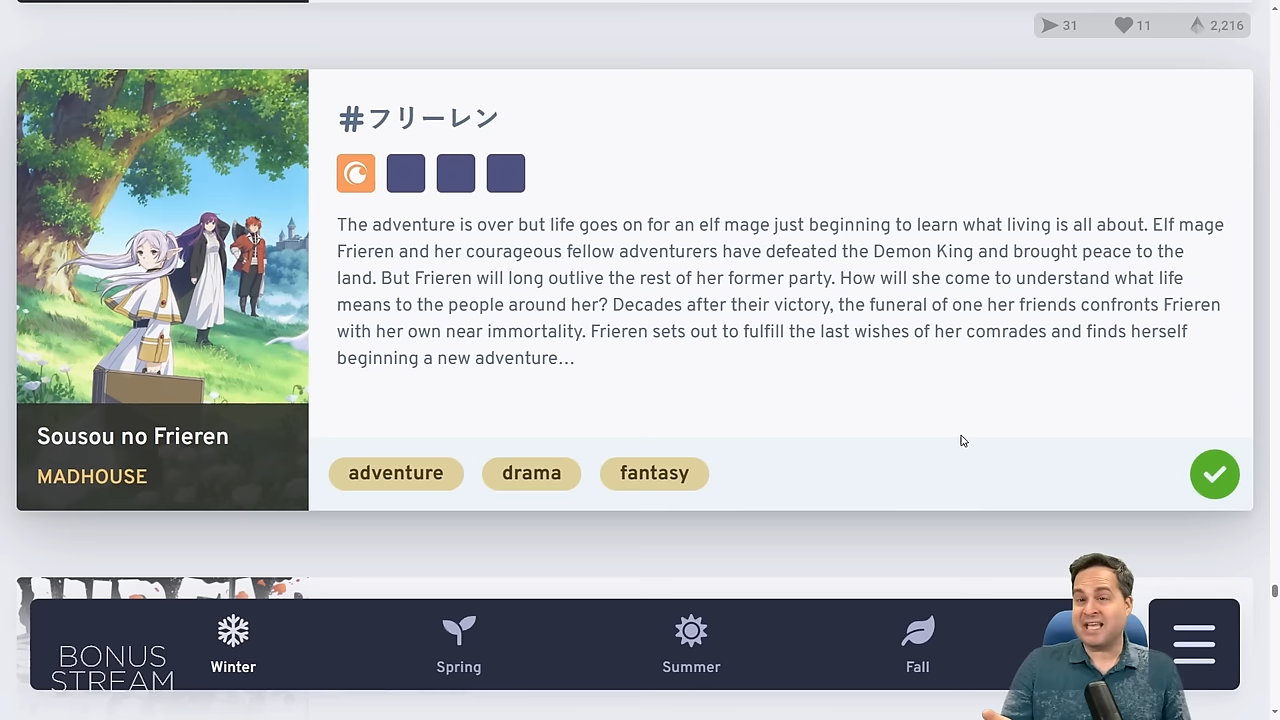 31 11 2,216
#フリーレン
The adventure is over but life goes on for an elf mage just beginning to learn what living is all about. Elf mage
Frieren and her courageous fellow adventurers have defeated the Demon King and brought peace to the
land. But Frieren will long outlive the rest of her former party. How will she come to understand what life
means to the people around her? Decades after their victory, the funeral of one her friends confronts Frieren
with her own near immortality. Frieren sets out to fulfill the last wishes of her comrades and finds herself
beginning a new adventure…
Sousou no Frieren
MADHOUSE
adventure drama fantasy
BONUS
STREAM
Winter Spring Summer Fall